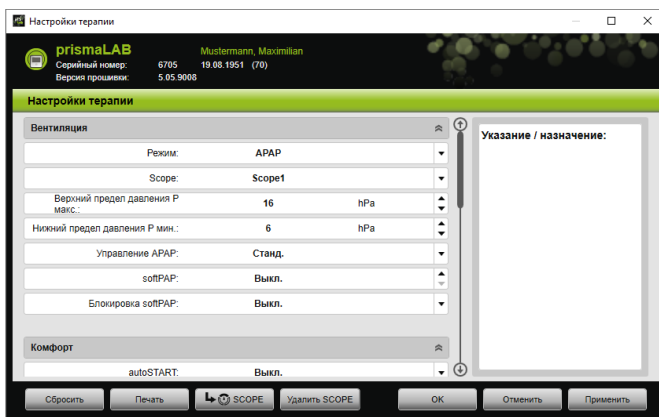 Настройки терапии
prismaLAB
Mustermann, Maximilian
Серийный номер: 6705 19.08.1951 (70)
Версия прошивки: 5.05.9008
Настройки терапии
Вентиляция
Режим: APAP
Scope: Scope1
Верхний предел давления P
макс.: 16 hPa
Нижний предел давления P мин.: 6 hPa
Управление APAP: Станд.
softPAP: Выкл.
Блокировка softPAP: Выкл.
Комфорт
autoSTART: Выкл.
Указание / назначение:
Сбросить Печать SCOPE Удалить SCOPE OK Отменить Применить